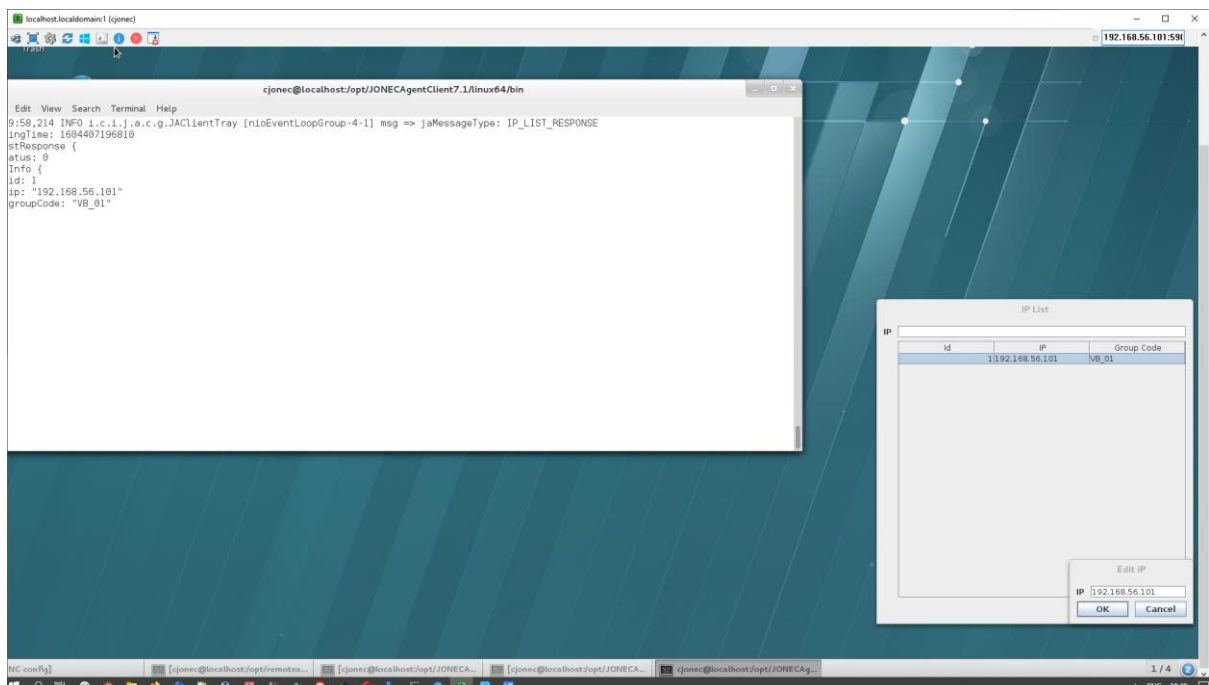 localhost.localdomain:1 (cjonec)
192.168.56.101:590
Trash
cjonec@localhost:/opt/JONECAgentClient7.1/linux64/bin
Edit View Search Terminal Help
9:58,214 INFO i.c.i.j.a.c.g.JAClientTray [nioEventLoopGroup-4-1] msg => jaMessageType: IP_LIST_RESPONSE
ingTime: 1604407196810
stResponse {
atus: 0
Info {
id: 1
ip: "192.168.56.101"
groupCode: "VB_01"
IP List
IP
Id IP Group Code
1 192.168.56.101 VB_01
Edit IP
IP 192.168.56.101
OK Cancel
NC config] [cjonec@localhost:/opt/remotea... [cjonec@localhost:/opt/JONECA... [cjonec@localhost:/opt/JONECA... cjonec@localhost:/opt/JONECAg... 1 / 4 2